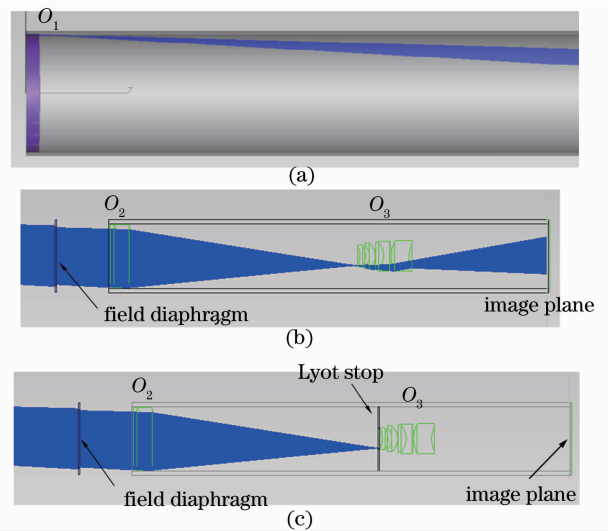 O1
(a)
O2
O3
field diaphragm
image plane
(b)
Lyot stop
O2
O3
field diaphragm
image plane
(c)